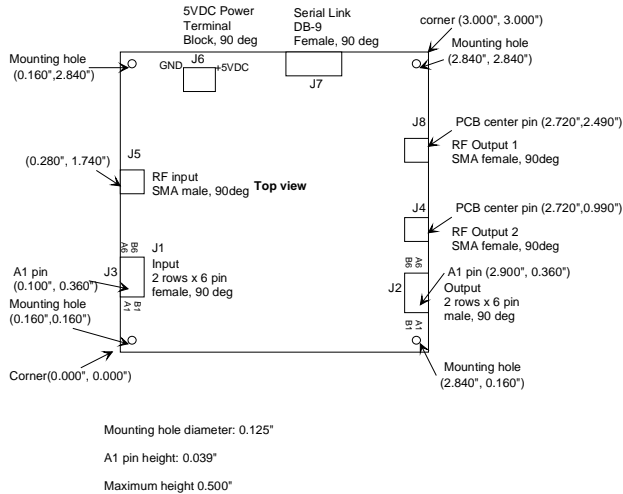 5VDC Power
Terminal
Block, 90 deg
Serial Link
DB-9
Female, 90 deg
corner (3.000", 3.000")
Mounting hole
(2.840", 2.840")
Mounting hole
(0.160",2.840")
J6
GND
+5VDC
J7
J8
PCB center pin (2.720",2.490")
RF Output 1
SMA female, 90deg
J5
(0.280", 1.740")
RF input
SMA male, 90deg
Top view
J4
PCB center pin (2.720",0.990")
RF Output 2
SMA female, 90deg
A6
B6
J1
Input
2 rows x 6 pin
female, 90 deg
J3
A1 pin
(0.100", 0.360")
A1
B1
Mounting hole
(0.160",0.160")
B6
A6
A1 pin (2.900", 0.360")
J2
Output
2 rows x 6 pin
male, 90 deg
B1
A1
Corner(0.000", 0.000")
Mounting hole
(2.840", 0.160")
Mounting hole diameter: 0.125"
A1 pin height: 0.039"
Maximum height 0.500"